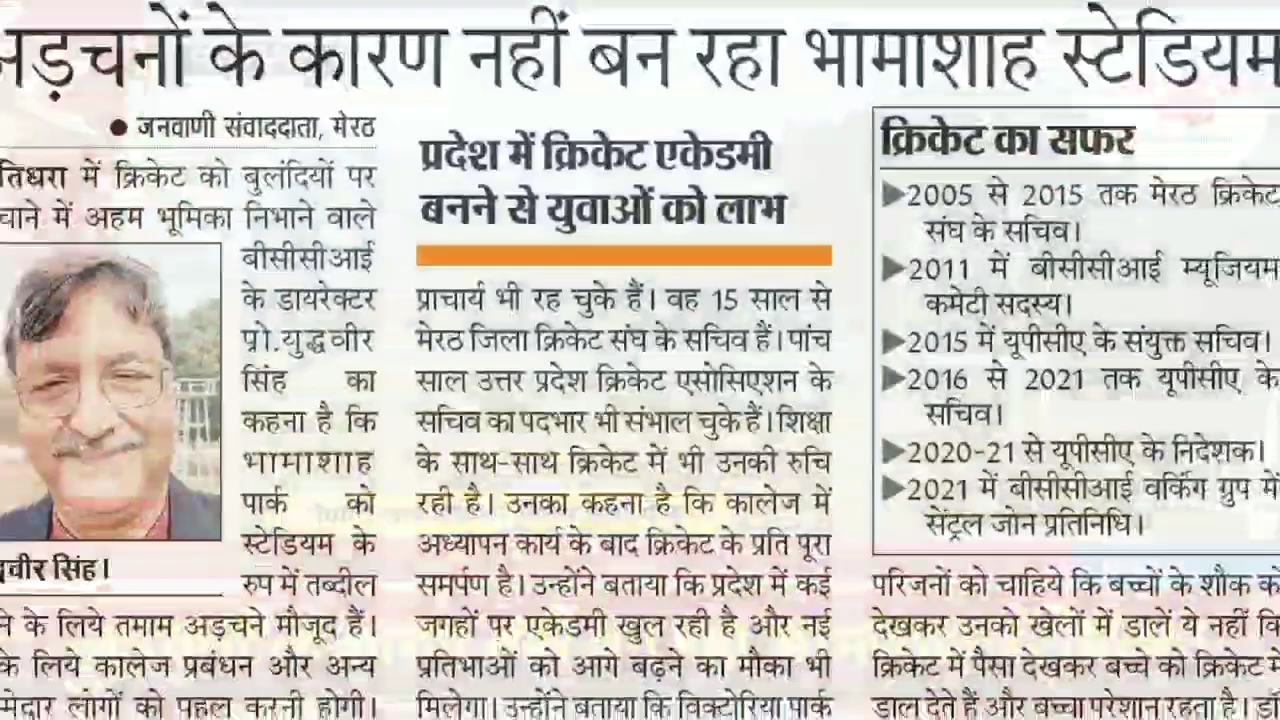 के कारण नहीं बन रहा भामाशाह स्टेडियम
● जनवाणी संवाददाता, मेरठ
में क्रिकेट को बुलंदियों पर
में अहम भूमिका निभाने वाले
बीसीसीआई
के डायरेक्टर
प्रो.युद्धवीर
सिंह का
कहना है कि
भामाशाह
पार्क को
स्टेडियम के
रुप में तब्दील
सिंह।
के लिये तमाम अड़चने मौजूद हैं।
के लिये कालेज प्रबंधन और अन्य
लोगों को पहल करनी होगी।
प्रदेश में क्रिकेट एकेडमी
बनने से युवाओं को लाभ
प्राचार्य भी रह चुके हैं। वह 15 साल से
मेरठ जिला क्रिकेट संघ के सचिव हैं। पांच
साल उत्तर प्रदेश क्रिकेट एसोसिएशन के
सचिव का पदभार भी संभाल चुके हैं। शिक्षा
के साथ-साथ क्रिकेट में भी उनकी रुचि
रही है। उनका कहना है कि कालेज में
अध्यापन कार्य के बाद क्रिकेट के प्रति पूरा
समर्पण है। उन्होंने बताया कि प्रदेश में कई
जगहों पर एकेडमी खुल रही है और नई
प्रतिभाओं को आगे बढ़ने का मौका भी
मिलेगा। उन्होंने बताया कि विक्टोरिया पार्क
क्रिकेट का सफर
▶2005 से 2015 तक मेरठ क्रिकेट
संघ के सचिव।
▶2011 में बीसीसीआई म्यूजियम
कमेटी सदस्य।
▶2015 में यूपीसीए के संयुक्त सचिव।
▶2016 से 2021 तक यूपीसीए के
सचिव।
▶2020-21 से यूपीसीए के निदेशक।
▶2021 में बीसीसीआई वर्किंग ग्रुप में
सेंट्रल जोन प्रतिनिधि।
परिजनों को चाहिये कि बच्चों के शौक को
देखकर उनको खेलों में डालें ये नहीं कि
क्रिकेट में पैसा देखकर बच्चे को क्रिकेट में
डाल देते हैं और बच्चा परेशान रहता है।